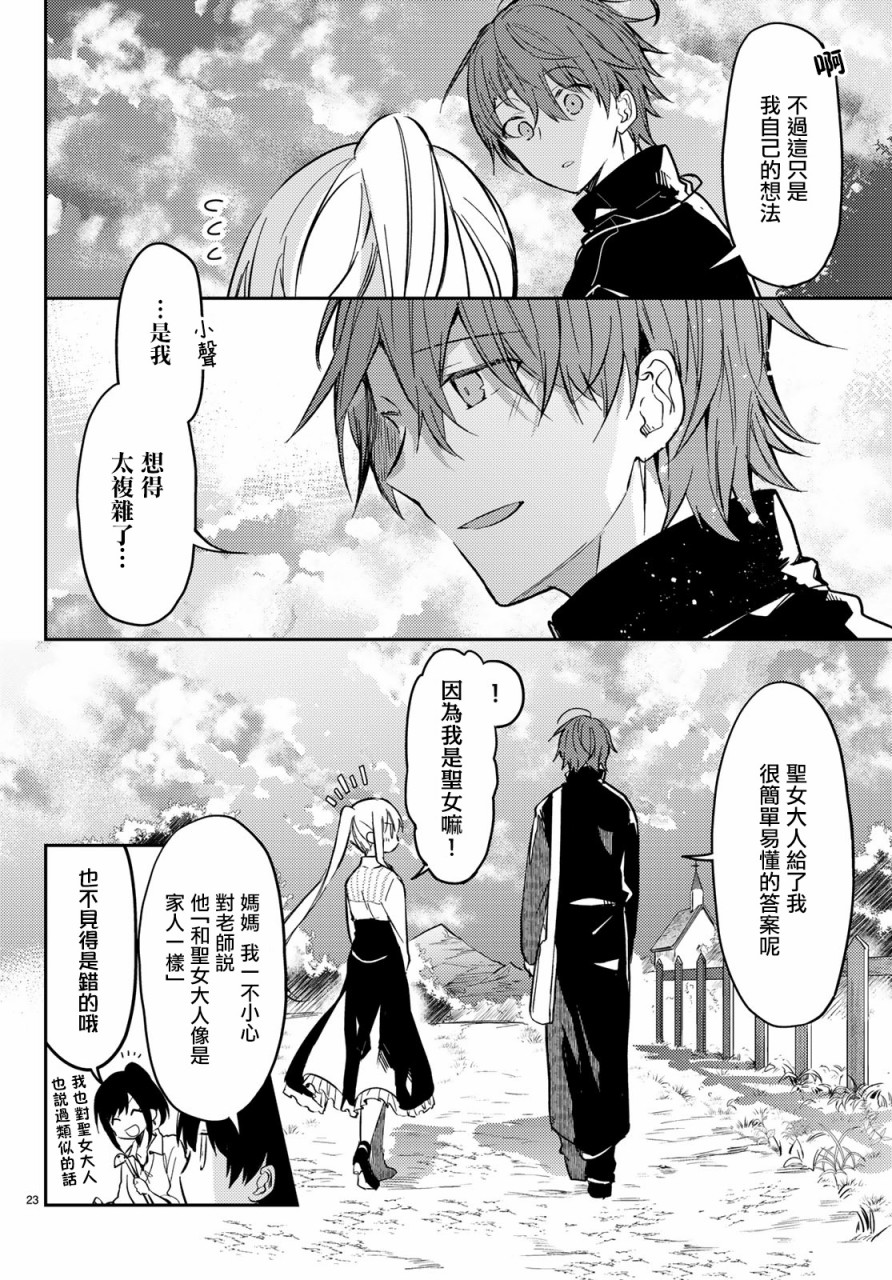 啊
不過這只是
我自己的想法
小聲
…是我
想得
太複雜了…
聖女大人給了我
很簡單易懂的答案呢
！
因為我是聖女嘛！
媽媽 我一不小心
對老師說
他「和聖女大人像是
家人一樣」
也不見得是錯的哦
我也對聖女大人
也說過類似的話
23